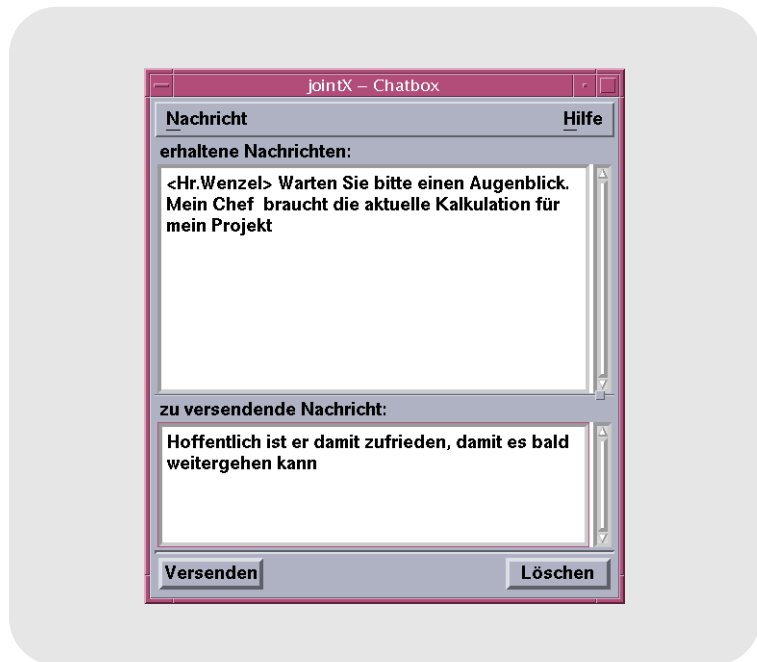 jointX – Chatbox
Nachricht Hilfe
erhaltene Nachrichten:
<Hr.Wenzel> Warten Sie bitte einen Augenblick.
Mein Chef  braucht die aktuelle Kalkulation für
mein Projekt
zu versendende Nachricht:
Hoffentlich ist er damit zufrieden, damit es bald
weitergehen kann
Versenden Löschen